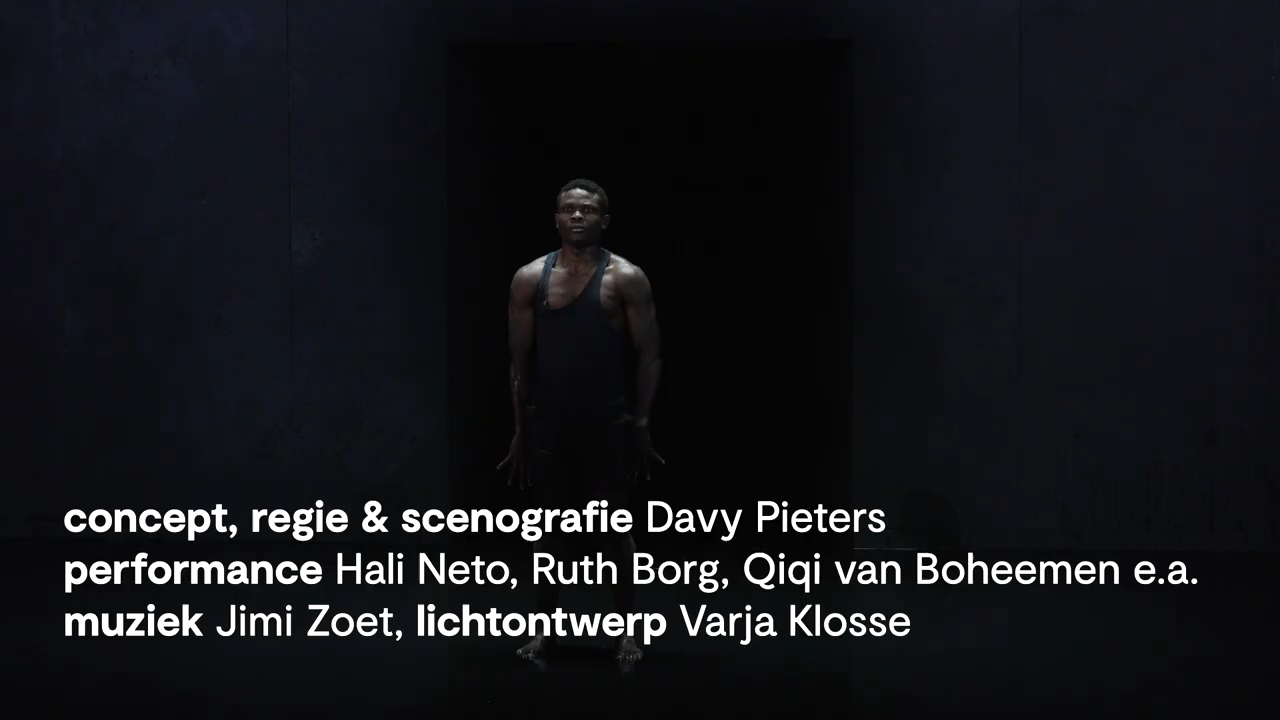 concept, regie & scenografie Davy Pieters
performance Hali Neto, Ruth Borg, Qiqi van Boheemen e.a.
muziek Jimi Zoet, lichtontwerp Varja Klosse